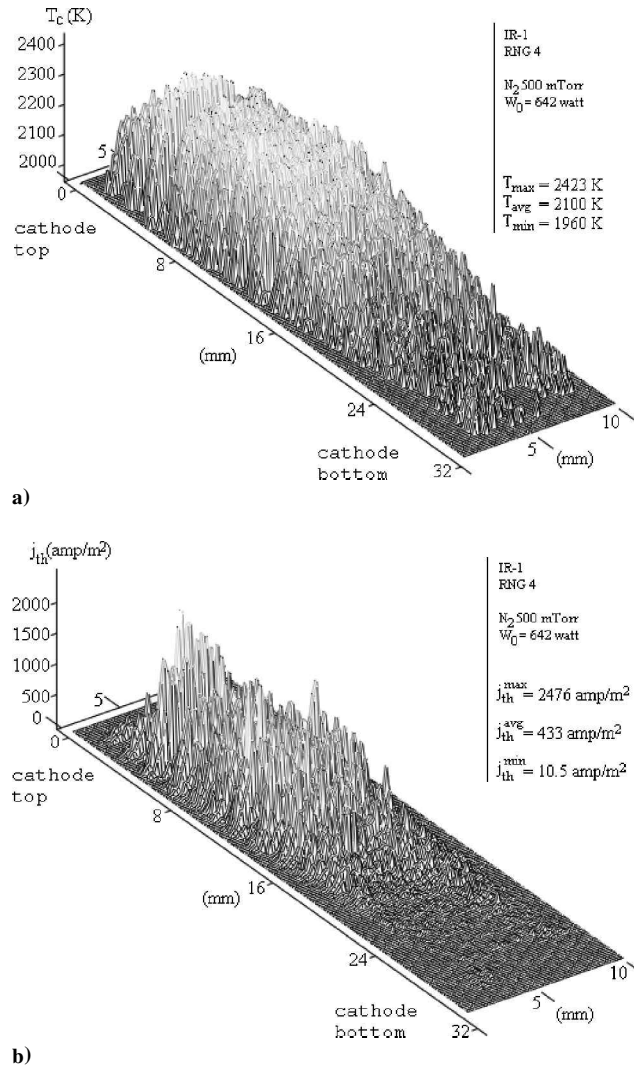 T_c (K)
2400
2300
2200
2100
2000
5
0
cathode
top
8
(mm)
16
24
cathode
bottom
32
5
(mm)
10
IR-1
RNG 4
N₂ 500 mTorr
W₀ = 642 watt
T_max = 2423 K
T_avg = 2100 K
T_min = 1960 K
a)
j_th (amp/m²)
2000
1500
1000
500
0
5
0
cathode
top
8
(mm)
16
24
cathode
bottom
32
5
(mm)
10
IR-1
RNG 4
N₂ 500 mTorr
W₀ = 642 watt
j_th^max = 2476 amp/m²
j_th^avg = 433 amp/m²
j_th^min = 10.5 amp/m²
b)